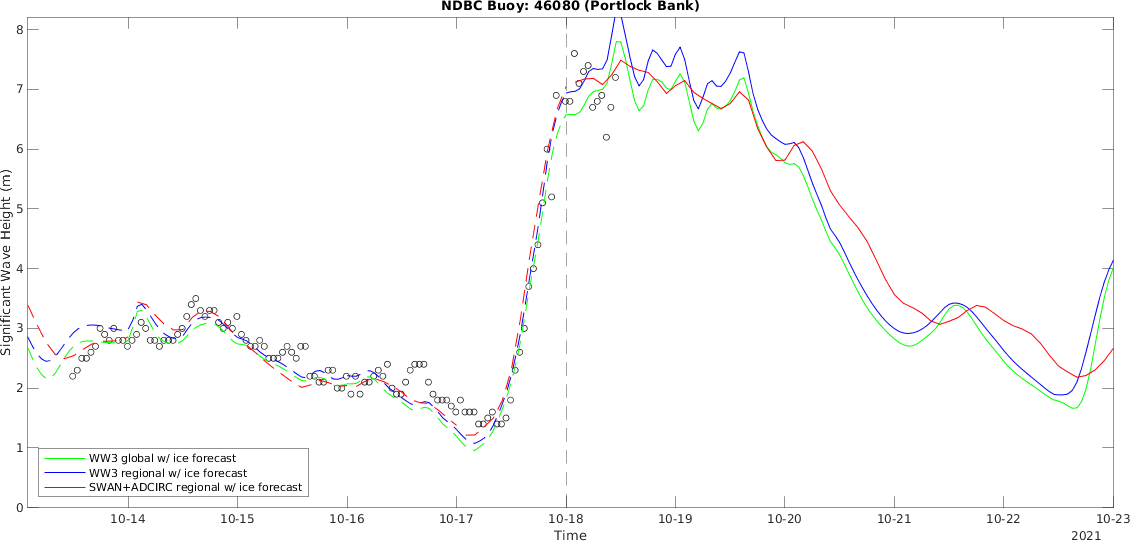 NDBC Buoy: 46080 (Portlock Bank)
8
7
6
5
4
3
2
1
0
Significant Wave Height (m)
WW3 global w/ ice forecast
WW3 regional w/ ice forecast
SWAN+ADCIRC regional w/ ice forecast
10-14 10-15 10-16 10-17 10-18 10-19 10-20 10-21 10-22 10-23
Time
2021